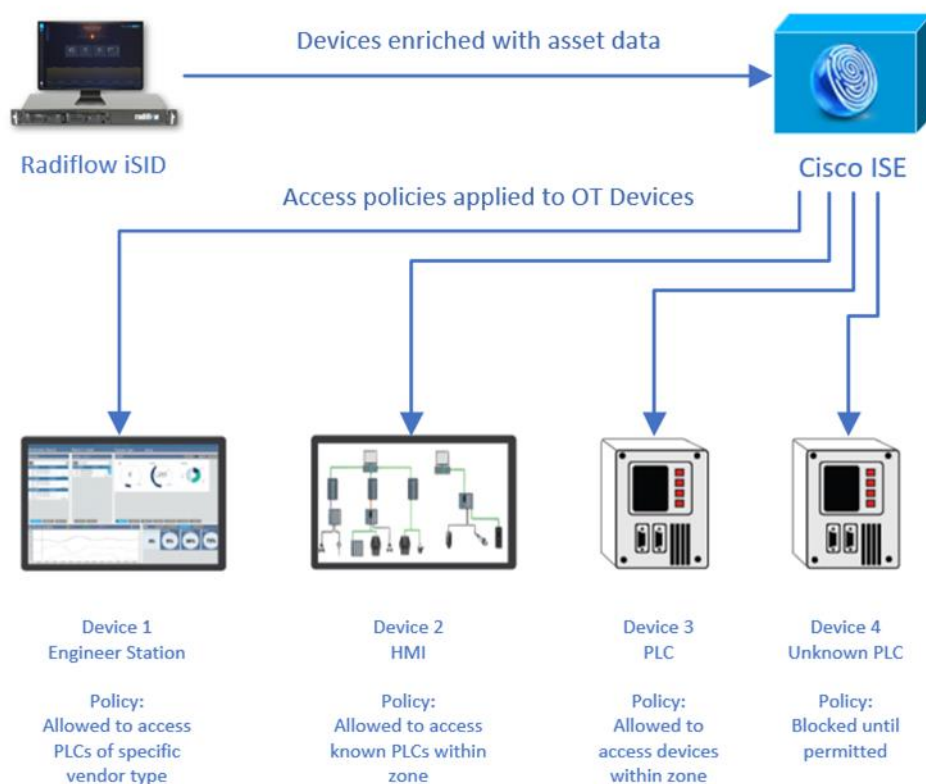 Devices enriched with asset data
radiflow
Radiflow iSID
Cisco ISE
Access policies applied to OT Devices
Device 1
Engineer Station
Policy:
Allowed to access
PLCs of specific
vendor type
Device 2
HMI
Policy:
Allowed to access
known PLCs within
zone
Device 3
PLC
Policy:
Allowed to
access devices
within zone
Device 4
Unknown PLC
Policy:
Blocked until
permitted